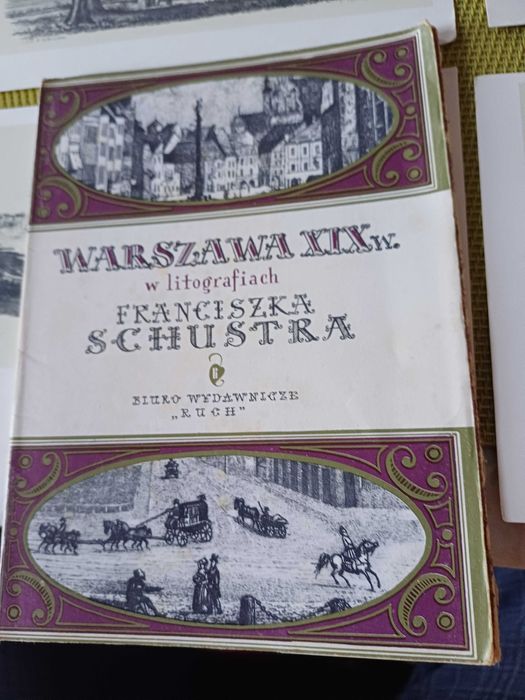 WARSZAWA XIX W.
w litografiach
FRANCISZKA
SCHUSTRA
BIURO WYDAWNICZE
„RUCH”